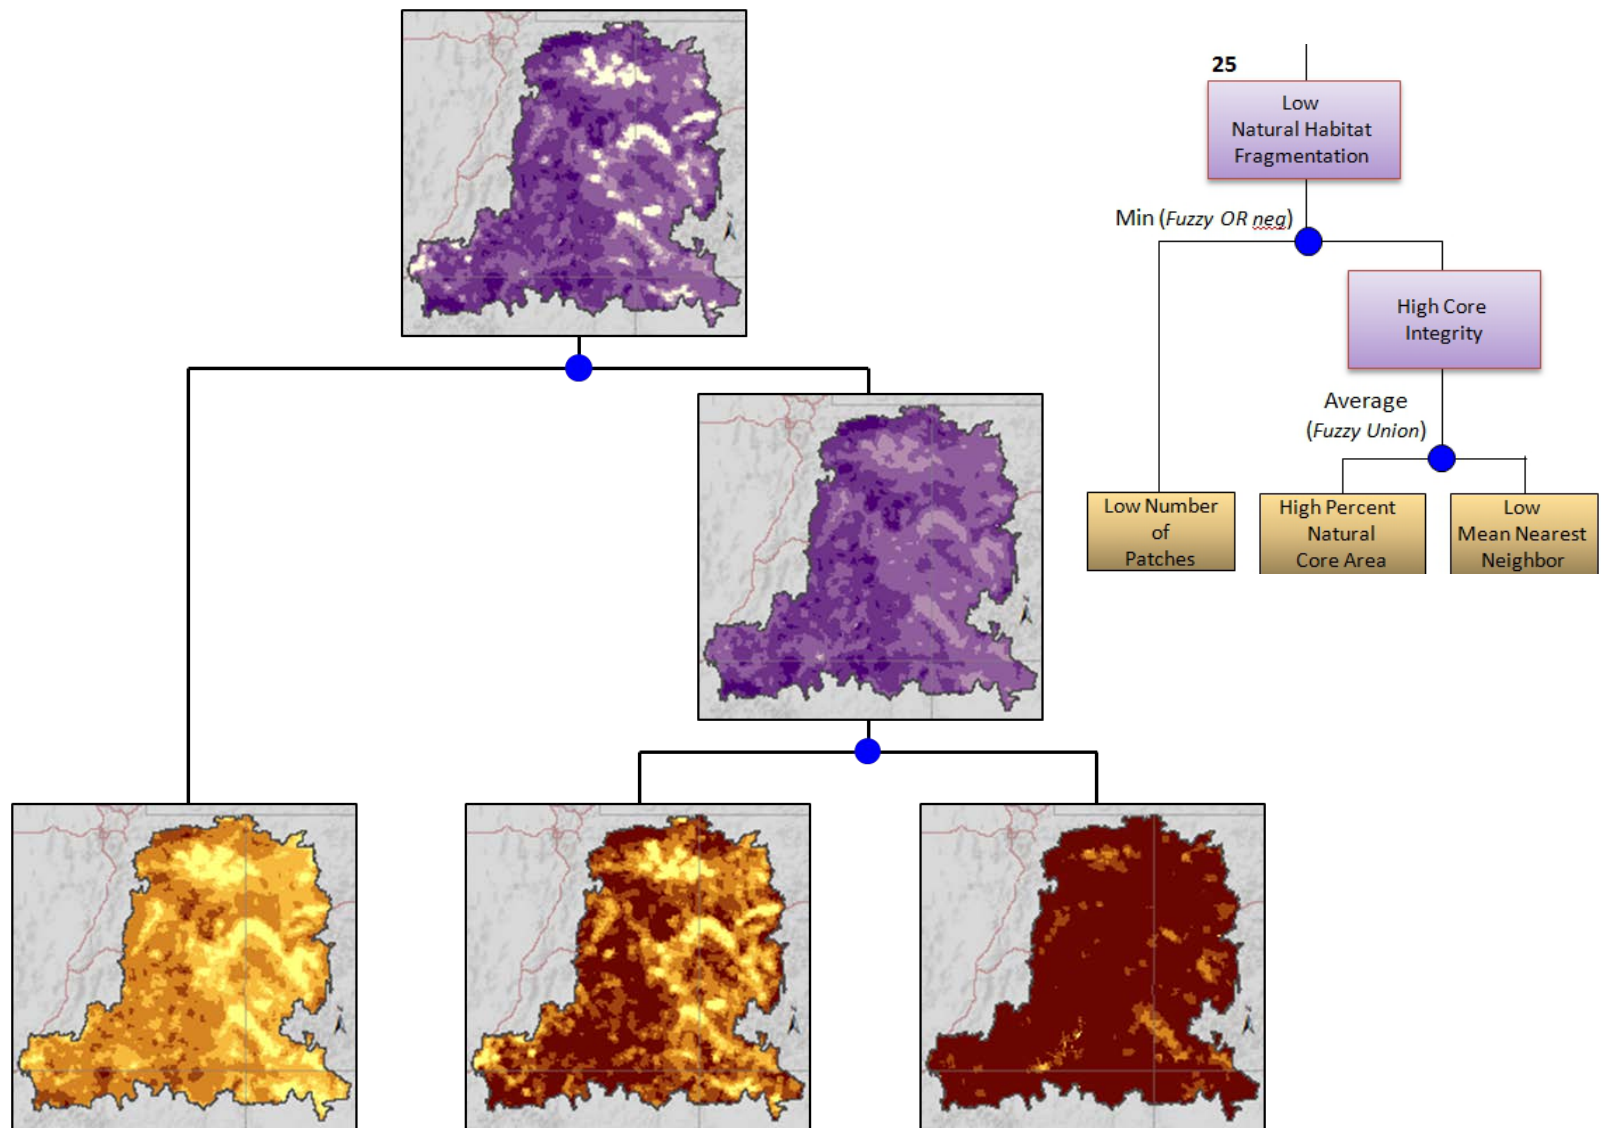 25
Low
Natural Habitat
Fragmentation
Min (Fuzzy OR neg)
High Core
Integrity
Average
(Fuzzy Union)
Low Number
of
Patches
High Percent
Natural
Core Area
Low
Mean Nearest
Neighbor